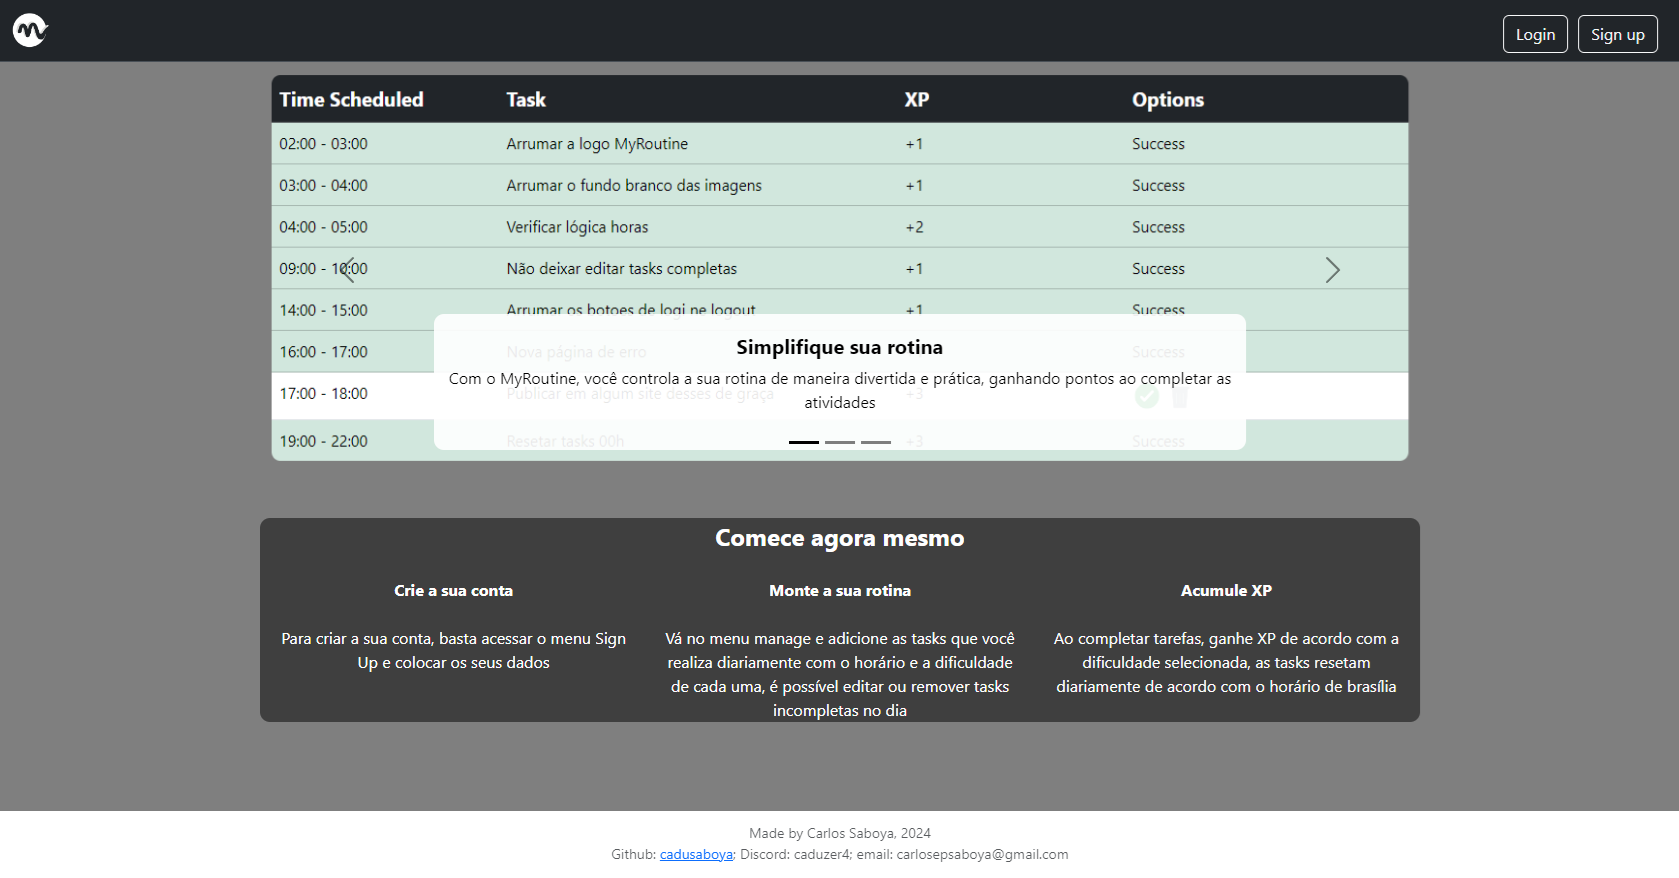 Login Sign up
Time Scheduled Task XP Options
02:00 - 03:00 Arrumar a logo MyRoutine +1 Success
03:00 - 04:00 Arrumar o fundo branco das imagens +1 Success
04:00 - 05:00 Verificar lógica horas +2 Success
09:00 - 10:00 Não deixar editar tasks completas +1 Success
14:00 - 15:00 Arrumar os botoes de logi ne logout +1 Success
16:00 - 17:00 Nova página de erro Success
17:00 - 18:00 Publicar em algum site desses de graça +3
19:00 - 22:00 Resetar tasks 00h +3 Success
Simplifique sua rotina
Com o MyRoutine, você controla a sua rotina de maneira divertida e prática, ganhando pontos ao completar as
atividades
Comece agora mesmo
Crie a sua conta
Para criar a sua conta, basta acessar o menu Sign
Up e colocar os seus dados
Monte a sua rotina
Vá no menu manage e adicione as tasks que você
realiza diariamente com o horário e a dificuldade
de cada uma, é possível editar ou remover tasks
incompletas no dia
Acumule XP
Ao completar tarefas, ganhe XP de acordo com a
dificuldade selecionada, as tasks resetam
diariamente de acordo com o horário de brasília
Made by Carlos Saboya, 2024
Github: cadusaboya; Discord: caduzer4; email: carlosepsaboya@gmail.com